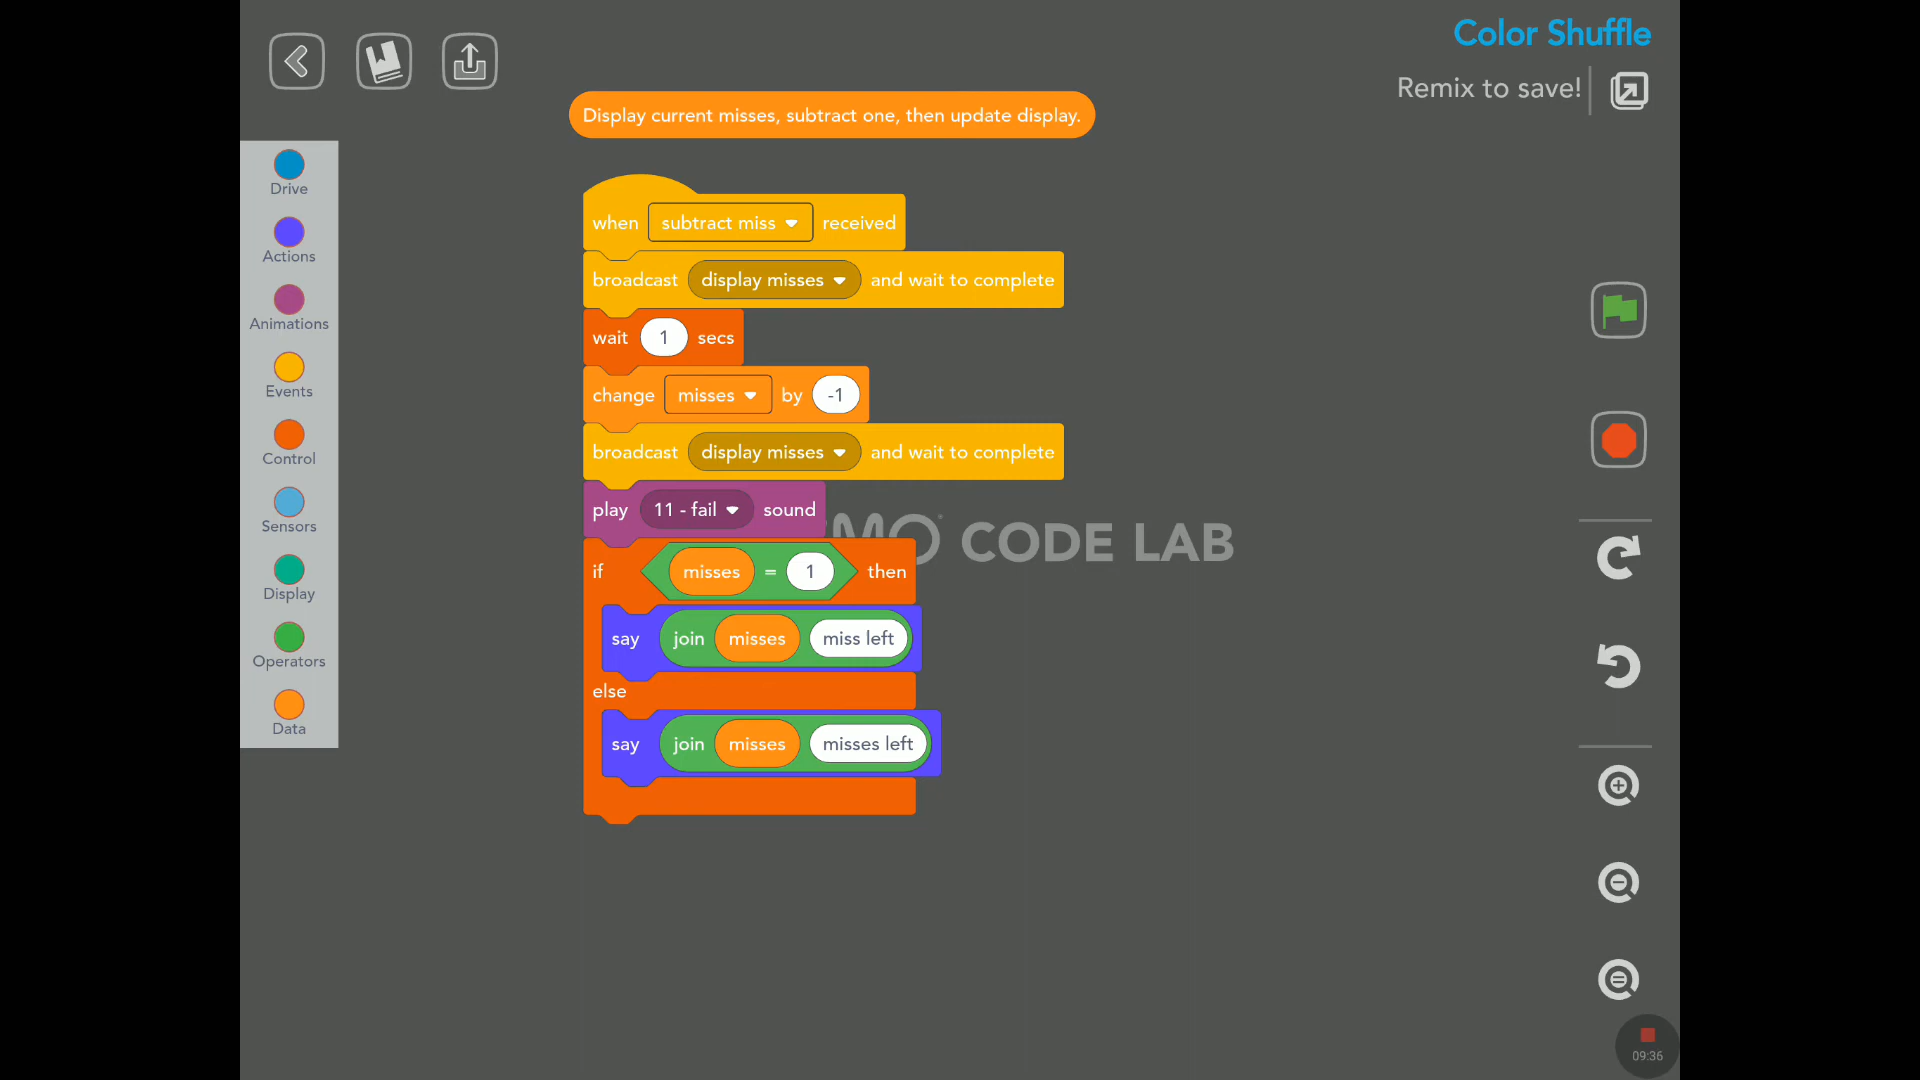 Color Shuffle
Remix to save!
Display current misses, subtract one, then update display.
Drive
Actions
Animations
Events
Control
Sensors
Display
Operators
Data
when subtract miss received
broadcast display misses and wait to complete
wait 1 secs
change misses by -1
broadcast display misses and wait to complete
play 11 - fail sound
MO CODE LAB
if misses = 1 then
say join misses miss left
else
say join misses misses left
09:36